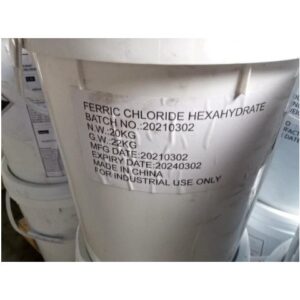 FERRIC CHLORIDE HEXAHYDRATE
BATCH NO.:20210302
N.W.:20KG
G.W.:22KG
MFG DATE:20210302
EXPIRY DATE:20240302
MADE IN CHINA
FOR INDUSTRIAL USE ONLY